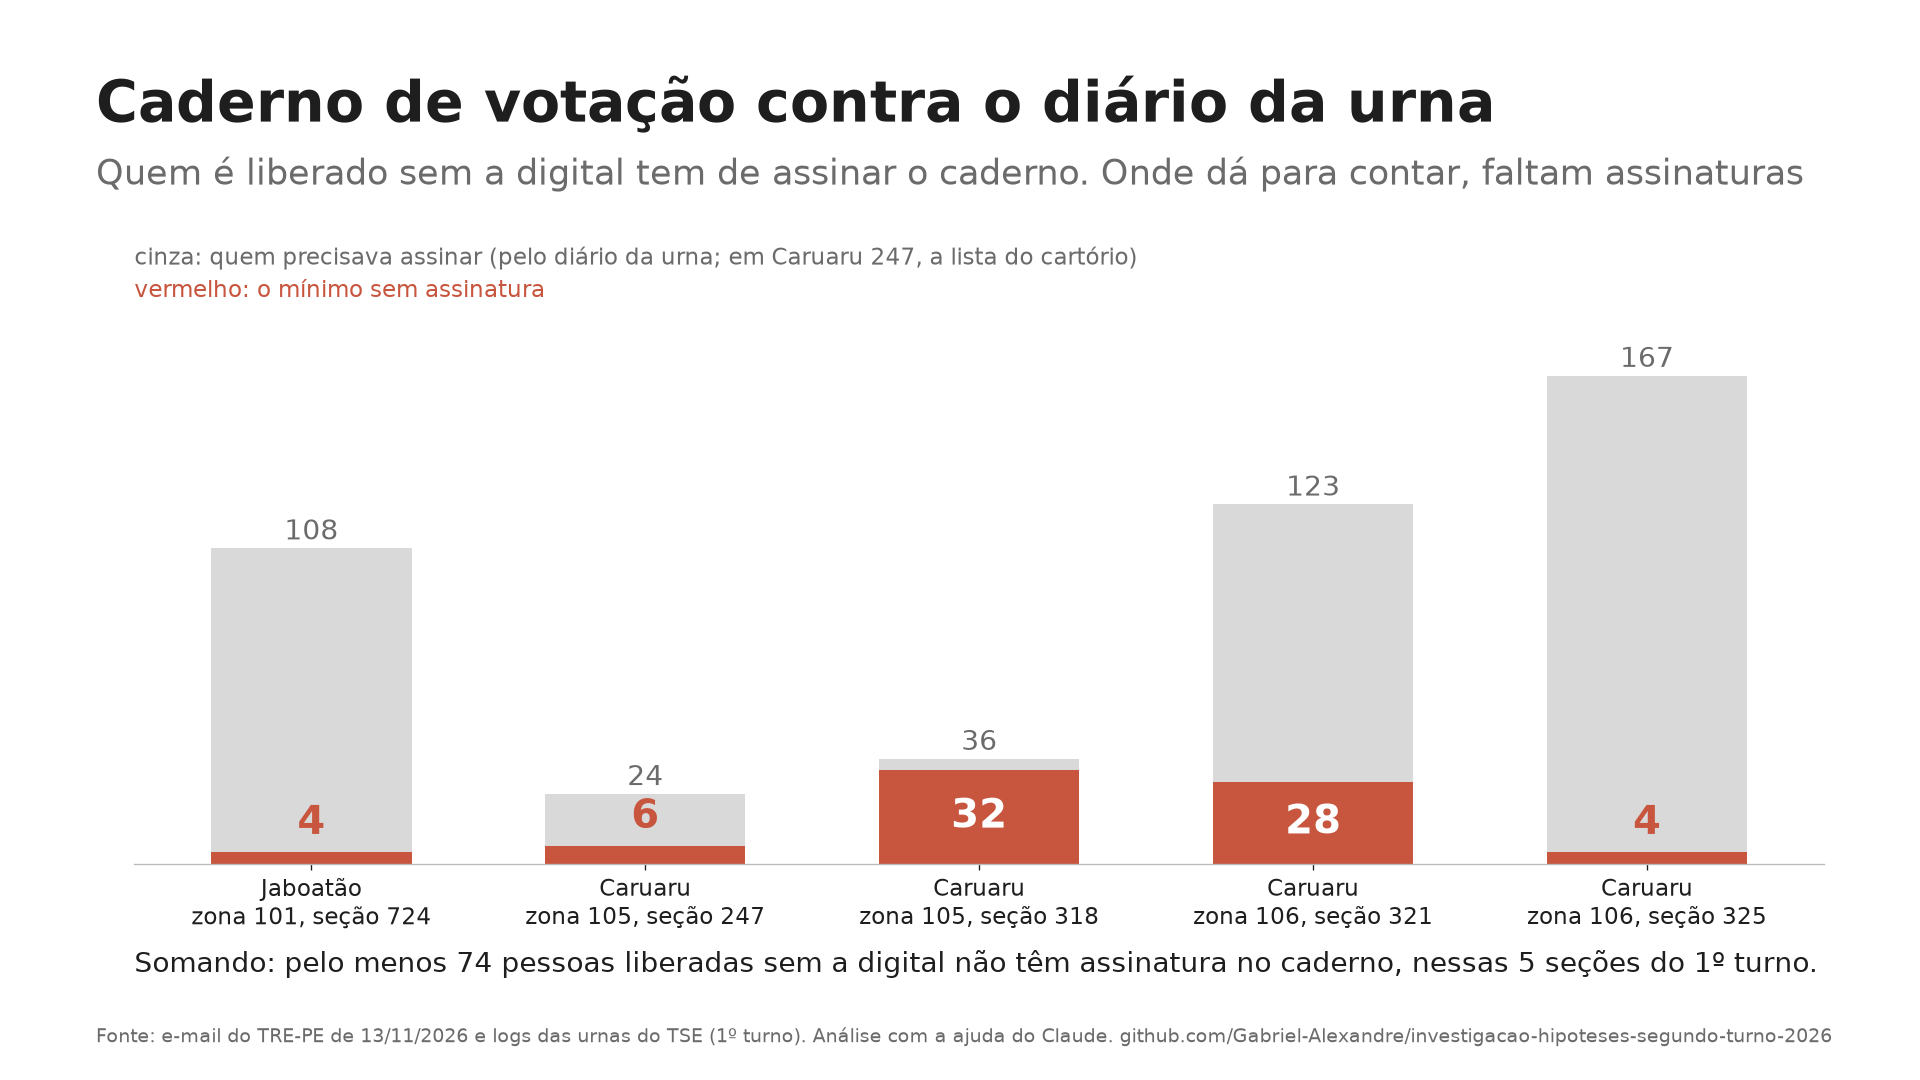 Caderno de votação contra o diário da urna
Quem é liberado sem a digital tem de assinar o caderno. Onde dá para contar, faltam assinaturas
cinza: quem precisava assinar (pelo diário da urna; em Caruaru 247, a lista do cartório)
vermelho: o mínimo sem assinatura
108
4
24
6
36
32
123
28
167
4
Jaboatão
zona 101, seção 724
Caruaru
zona 105, seção 247
Caruaru
zona 105, seção 318
Caruaru
zona 106, seção 321
Caruaru
zona 106, seção 325
Somando: pelo menos 74 pessoas liberadas sem a digital não têm assinatura no caderno, nessas 5 seções do 1º turno.
Fonte: e-mail do TRE-PE de 13/11/2026 e logs das urnas do TSE (1º turno). Análise com a ajuda do Claude. github.com/Gabriel-Alexandre/investigacao-hipoteses-segundo-turno-2026